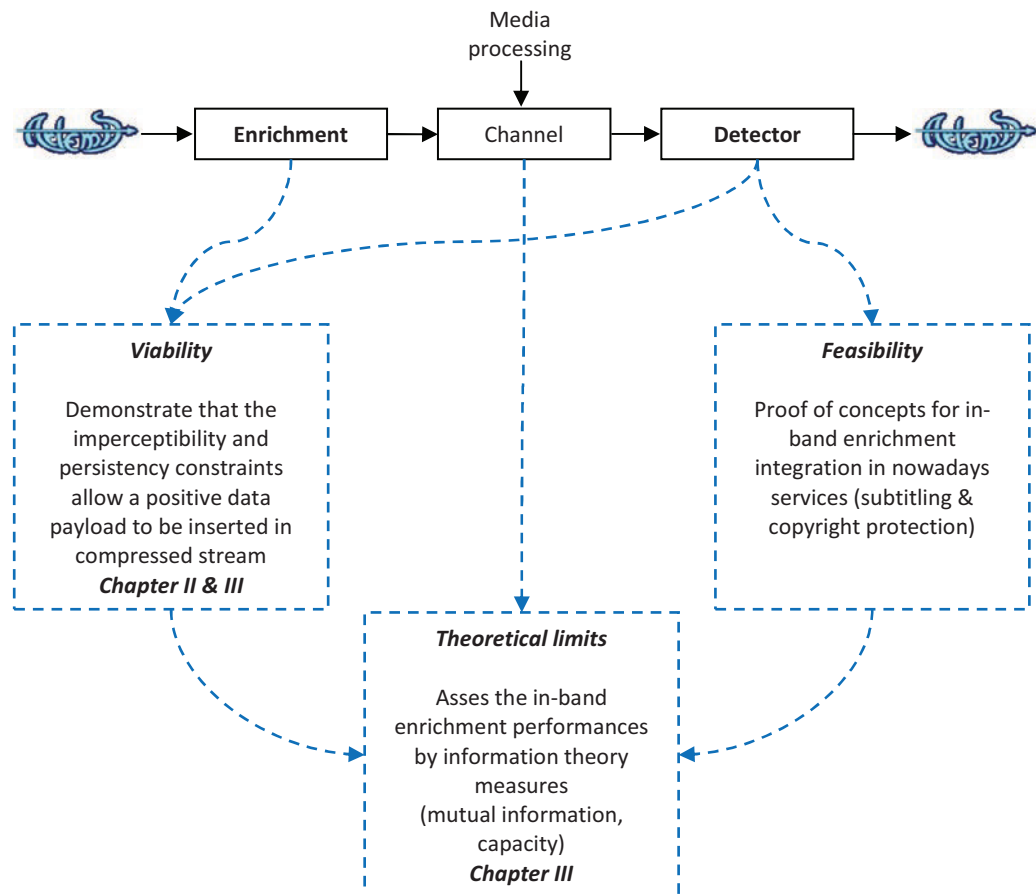 Media
processing
Enrichment
Channel
Detector
Viability
Demonstrate that the
imperceptibility and
persistency constraints
allow a positive data
payload to be inserted in
compressed stream
Chapter II & III
Feasibility
Proof of concepts for in-
band enrichment
integration in nowadays
services (subtitling &
copyright protection)
Theoretical limits
Asses the in-band
enrichment performances
by information theory
measures
(mutual information,
capacity)
Chapter III